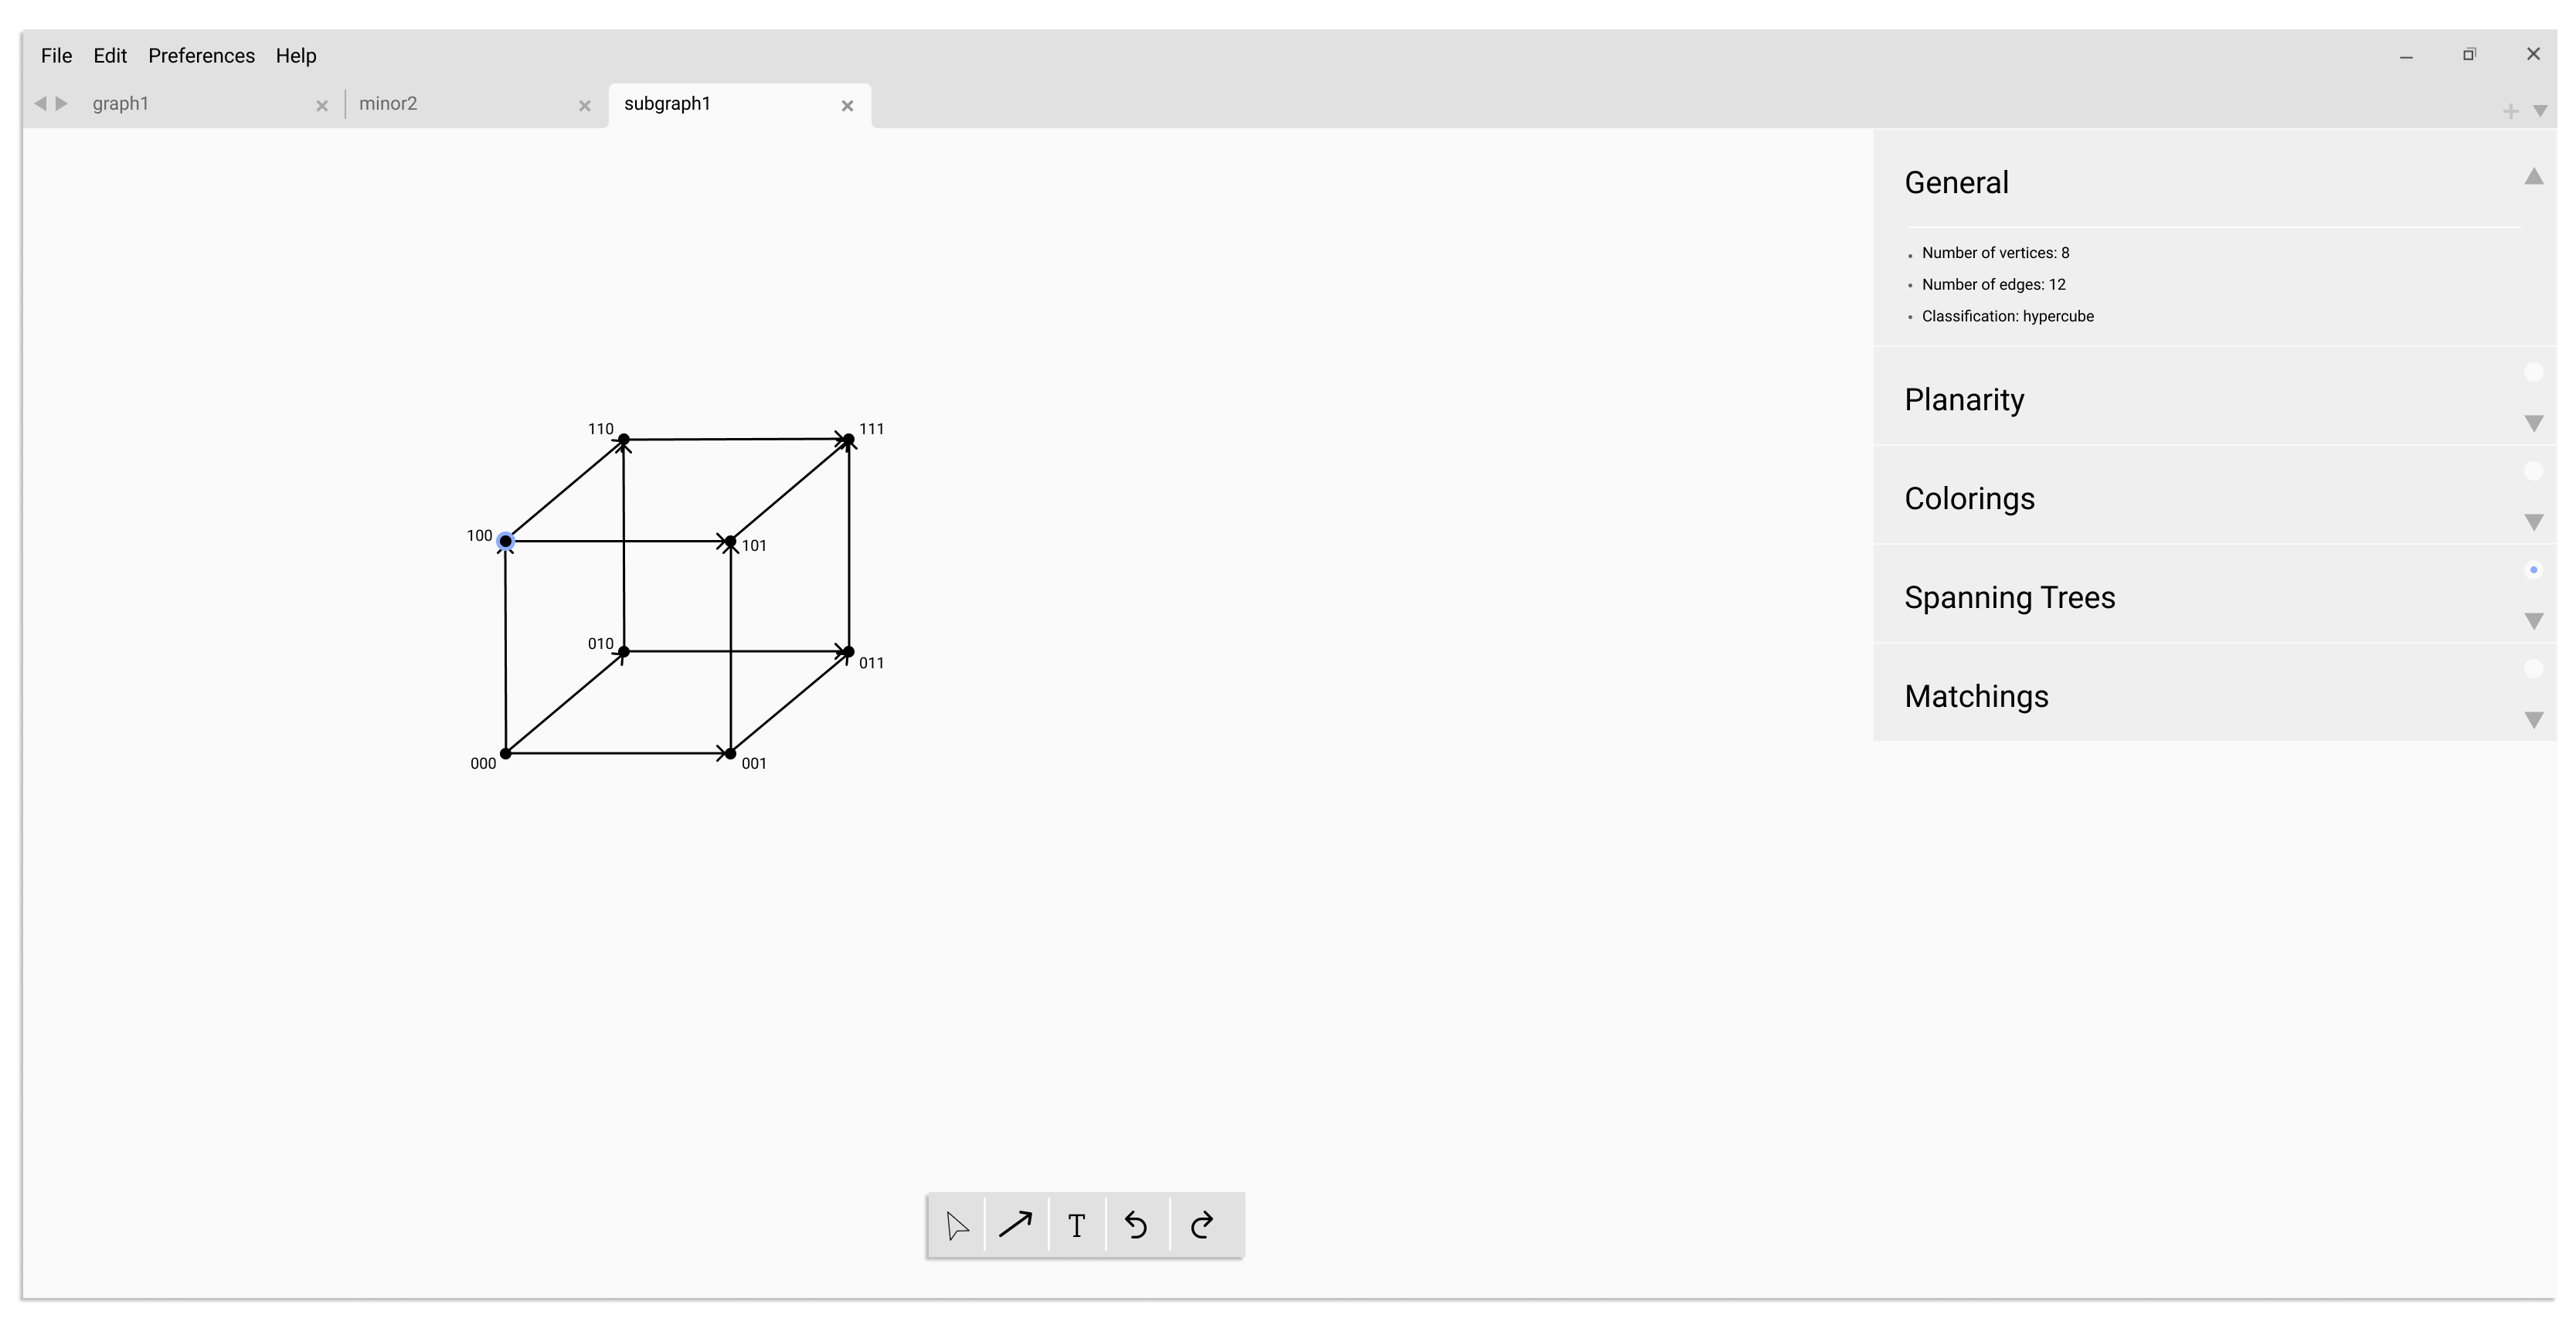 File Edit Preferences Help
graph1 minor2 subgraph1
General
Number of vertices: 8
Number of edges: 12
Classification: hypercube
Planarity
Colorings
Spanning Trees
Matchings
110 111
100 101
010 011
000 001
T